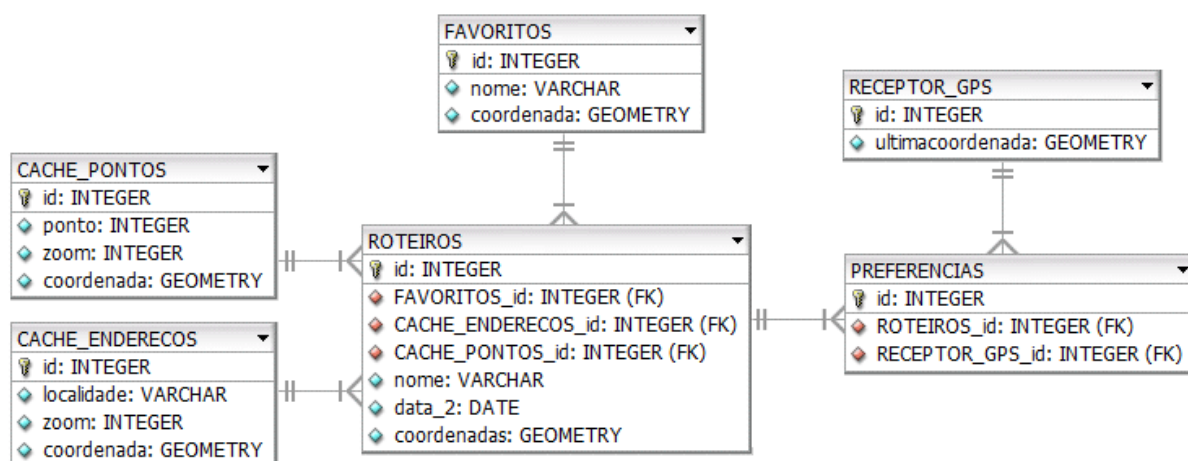 FAVORITOS
id: INTEGER
nome: VARCHAR
coordenada: GEOMETRY
RECEPTOR_GPS
id: INTEGER
ultimacoordenada: GEOMETRY
CACHE_PONTOS
id: INTEGER
ponto: INTEGER
zoom: INTEGER
coordenada: GEOMETRY
ROTEIROS
id: INTEGER
FAVORITOS_id: INTEGER (FK)
CACHE_ENDERECOS_id: INTEGER (FK)
CACHE_PONTOS_id: INTEGER (FK)
nome: VARCHAR
data_2: DATE
coordenadas: GEOMETRY
PREFERENCIAS
id: INTEGER
ROTEIROS_id: INTEGER (FK)
RECEPTOR_GPS_id: INTEGER (FK)
CACHE_ENDERECOS
id: INTEGER
localidade: VARCHAR
zoom: INTEGER
coordenada: GEOMETRY